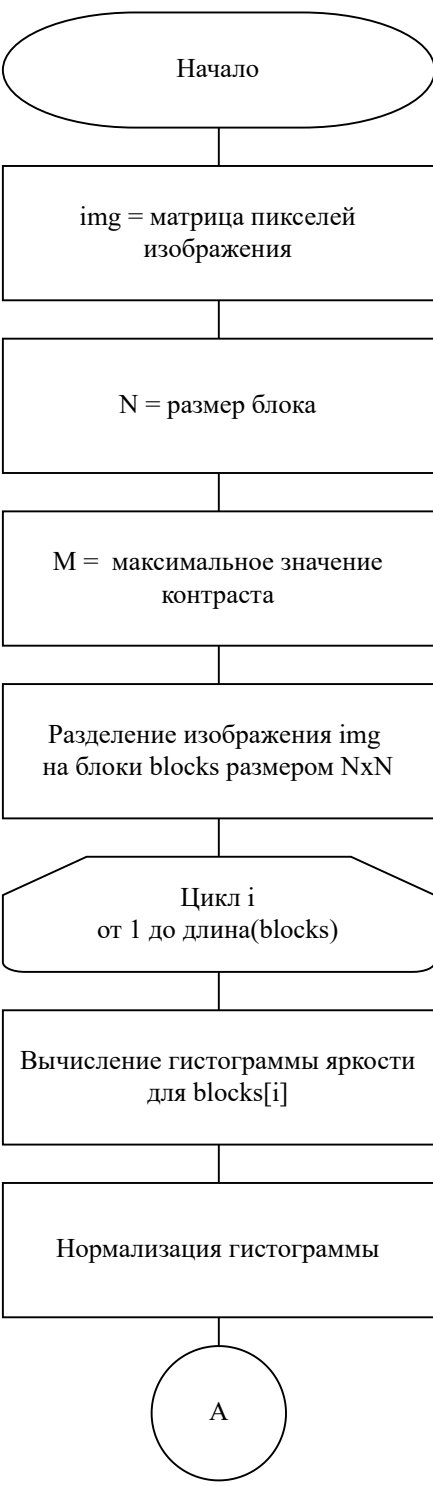 Начало
img = матрица пикселей
изображения
N = размер блока
M =  максимальное значение
контраста
Разделение изображения img
на блоки blocks размером NxN
Цикл i
от 1 до длина(blocks)
Вычисление гистограммы яркости
для blocks[i]
Нормализация гистограммы
А